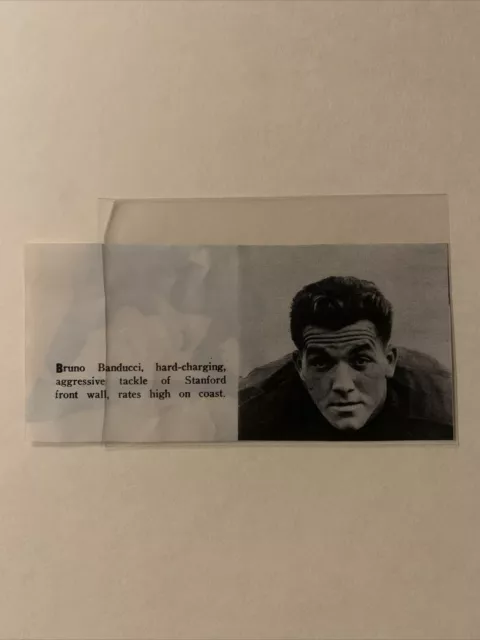 Bruno Banducci, hard-charging,
aggressive tackle of Stanford
front wall, rates high on coast.